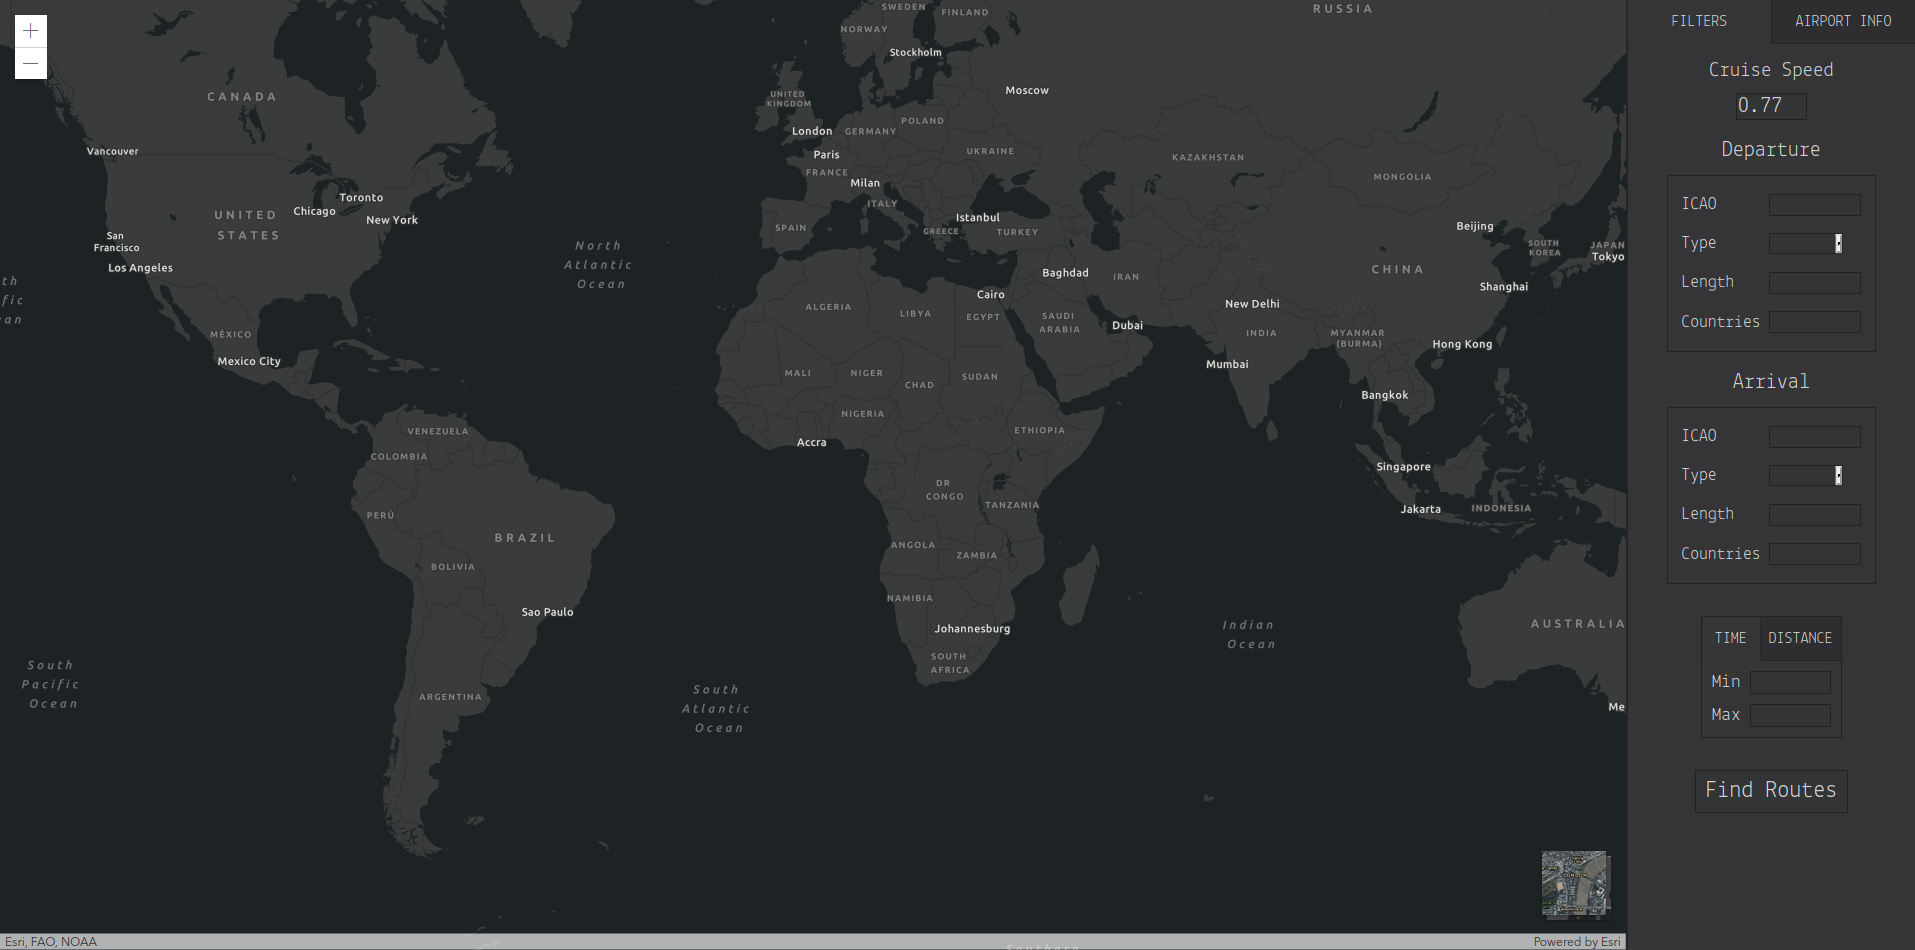 +
−
SWEDEN
FINLAND
RUSSIA
NORWAY
Stockholm
CANADA
UNITED
KINGDOM
Moscow
London
GERMANY
POLAND
Vancouver
Paris
UKRAINE
KAZAKHSTAN
FRANCE
Milan
MONGOLIA
Toronto
ITALY
Chicago
New York
UNITED
STATES
Istanbul
SPAIN
GREECE
TURKEY
Beijing
San
Francisco
Los Angeles
North
Atlantic
Ocean
SOUTH
KOREA
JAPAN
Tokyo
CHINA
Baghdad
IRAN
Shanghai
Cairo
New Delhi
ALGERIA
LIBYA
EGYPT
SAUDI
ARABIA
Dubai
INDIA
MYANMAR
(BURMA)
Hong Kong
MÉXICO
Mexico City
Mumbai
MALI
NIGER
CHAD
SUDAN
Bangkok
NIGERIA
VENEZUELA
ETHIOPIA
Accra
COLOMBIA
Singapore
DR
CONGO
TANZANIA
Jakarta
INDONESIA
PERÚ
BRAZIL
ANGOLA
ZAMBIA
BOLIVIA
NAMIBIA
Sao Paulo
Johannesburg
Indian
Ocean
AUSTRALIA
SOUTH
AFRICA
South
Pacific
Ocean
South
Atlantic
Ocean
ARGENTINA
Me
th
fic
an
LONDON
Southern
Esri, FAO, NOAA
Powered by Esri
FILTERS
AIRPORT INFO
Cruise Speed
0.77
Departure
ICAO
Type
Length
Countries
Arrival
ICAO
Type
Length
Countries
TIME
DISTANCE
Min
Max
Find Routes